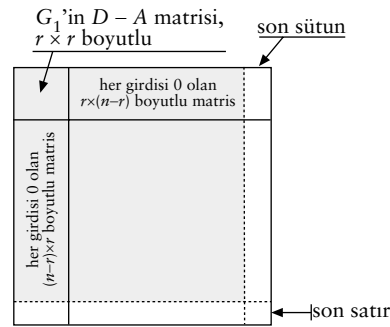 G₁'in D – A matrisi,
r × r boyutlu
son sütun
her girdisi 0 olan
r×(n–r) boyutlu matris
her girdisi 0 olan
(n–r)×r boyutlu matris
son satır